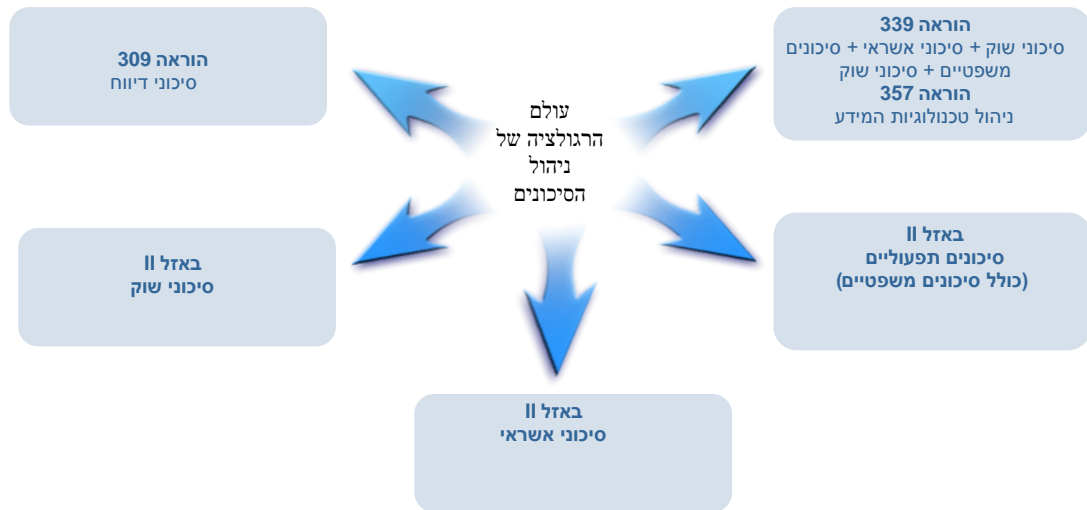 הוראה 339
סיכוני שוק + סיכוני אשראי + סיכונים
משפטיים + סיכוני שוק
הוראה 357
ניהול טכנולוגיות המידע
הוראה 309
סיכוני דיווח
עולם
הרגולציה של
ניהול
הסיכונים
באזל II
סיכונים תפעוליים
(כולל סיכונים משפטיים)
באזל II
סיכוני שוק
באזל II
סיכוני אשראי